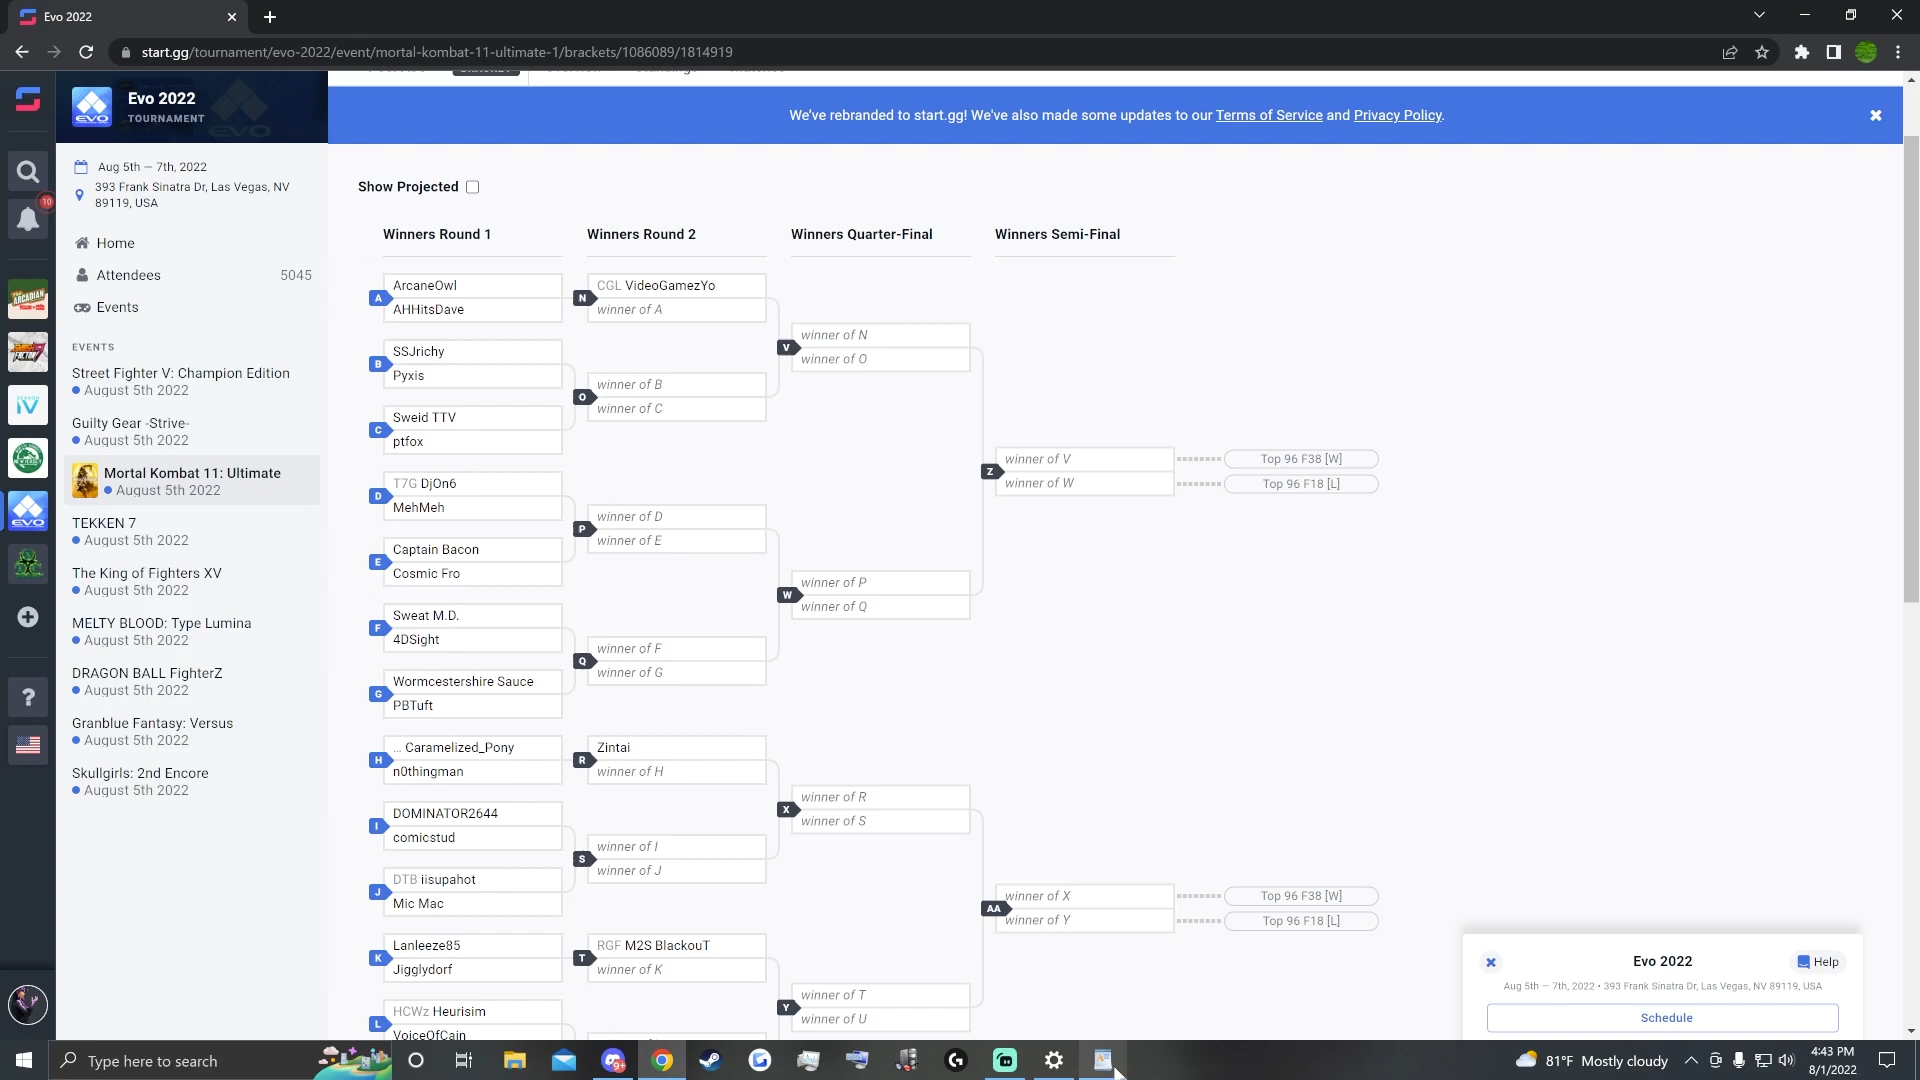 Evo 2022
start.gg/tournament/evo-2022/event/mortal-kombat-11-ultimate-1/brackets/1086089/1814919
Evo 2022
TOURNAMENT
EVO
We've rebranded to start.gg! We've also made some updates to our Terms of Service and Privacy Policy.
Aug 5th — 7th, 2022
393 Frank Sinatra Dr, Las Vegas, NV
89119, USA
10
Home
Attendees 5045
Events
EVENTS
Street Fighter V: Champion Edition
August 5th 2022
Guilty Gear -Strive-
August 5th 2022
Mortal Kombat 11: Ultimate
August 5th 2022
TEKKEN 7
August 5th 2022
The King of Fighters XV
August 5th 2022
MELTY BLOOD: Type Lumina
August 5th 2022
DRAGON BALL FighterZ
August 5th 2022
Granblue Fantasy: Versus
August 5th 2022
Skullgirls: 2nd Encore
August 5th 2022
Show Projected
Winners Round 1
A
ArcaneOwl
AHHitsDave
B
SSJrichy
Pyxis
C
Sweid TTV
ptfox
D
T7G DjOn6
MehMeh
E
Captain Bacon
Cosmic Fro
F
Sweat M.D.
4DSight
G
Wormcestershire Sauce
PBTuft
H
... Caramelized_Pony
n0thingman
I
DOMINATOR2644
comicstud
J
DTB iisupahot
Mic Mac
K
Lanleeze85
Jigglydorf
L
HCWz Heurisim
VoiceOfCain
Winners Round 2
N
CGL VideoGamezYo
winner of A
O
winner of B
winner of C
P
winner of D
winner of E
Q
winner of F
winner of G
R
Zintai
winner of H
S
winner of I
winner of J
T
RGF M2S BlackouT
winner of K
Winners Quarter-Final
V
winner of N
winner of O
W
winner of P
winner of Q
X
winner of R
winner of S
Y
winner of T
winner of U
Winners Semi-Final
Z
winner of V
winner of W
Top 96 F38 [W]
Top 96 F18 [L]
AA
winner of X
winner of Y
Top 96 F38 [W]
Top 96 F18 [L]
Evo 2022
Help
Aug 5th — 7th, 2022 • 393 Frank Sinatra Dr, Las Vegas, NV 89119, USA
Schedule
Type here to search
9+
81°F Mostly cloudy
4:43 PM
8/1/2022